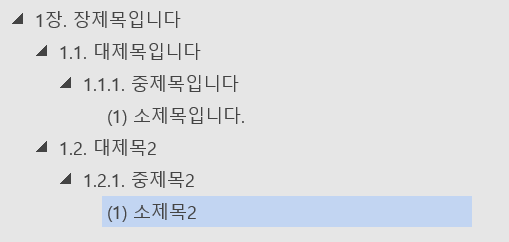 1장. 장제목입니다
1.1. 대제목입니다
1.1.1. 중제목입니다
(1) 소제목입니다.
1.2. 대제목2
1.2.1. 중제목2
(1) 소제목2